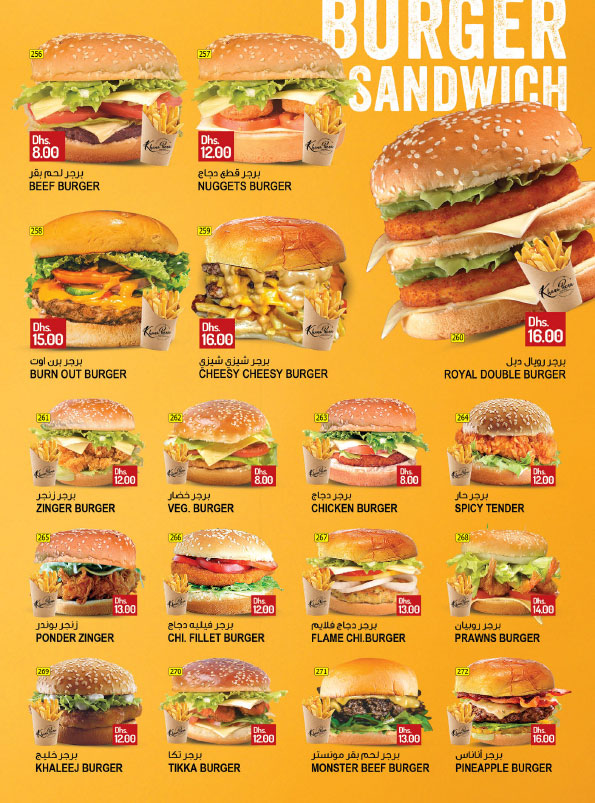 BURGER
SANDWICH
256
Dhs.
8.00
برجر لحم بقر
BEEF BURGER
257
Dhs.
12.00
برجر قطع دجاج
NUGGETS BURGER
258
Dhs.
15.00
برجر برن اوت
BURN OUT BURGER
259
Dhs.
16.00
برجر شيزي شيزي
CHEESY CHEESY BURGER
260
Dhs.
16.00
برجر رويال دبل
ROYAL DOUBLE BURGER
261
Dhs.
12.00
برجر زنجر
ZINGER BURGER
262
Dhs.
8.00
برجر خضار
VEG. BURGER
263
Dhs.
8.00
برجر دجاج
CHICKEN BURGER
264
Dhs.
12.00
برجر حار
SPICY TENDER
265
Dhs.
13.00
زنجر بوندر
PONDER ZINGER
266
Dhs.
12.00
برجر فيليه دجاج
CHI. FILLET BURGER
267
Dhs.
13.00
برجر دجاج فلايم
FLAME CHI.BURGER
268
Dhs.
14.00
برجر روبيان
PRAWNS BURGER
269
Dhs.
12.00
برجر خليج
KHALEEJ BURGER
270
Dhs.
12.00
برجر تكا
TIKKA BURGER
271
Dhs.
13.00
برجر لحم بقر مونستر
MONSTER BEEF BURGER
272
Dhs.
16.00
برجر أناناس
PINEAPPLE BURGER